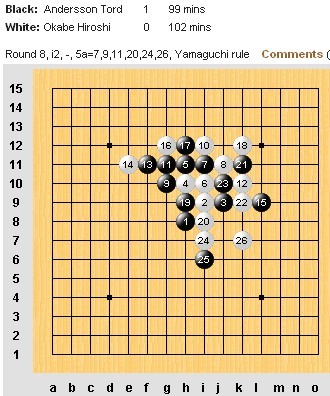 Black: Andersson Tord 1 99 mins
White: Okabe Hiroshi 0 102 mins
Round 8, i2, -, 5a=7,9,11,20,24,26, Yamaguchi rule Comments (
15
14
13
12 16 17 10 18
11 14 13 11 5 7 8 21
10 9 4 6 23 12
9 19 2 3 22 15
8 1 20
7 24 26
6 25
5
4
3
2
1
a b c d e f g h i j k l m n o